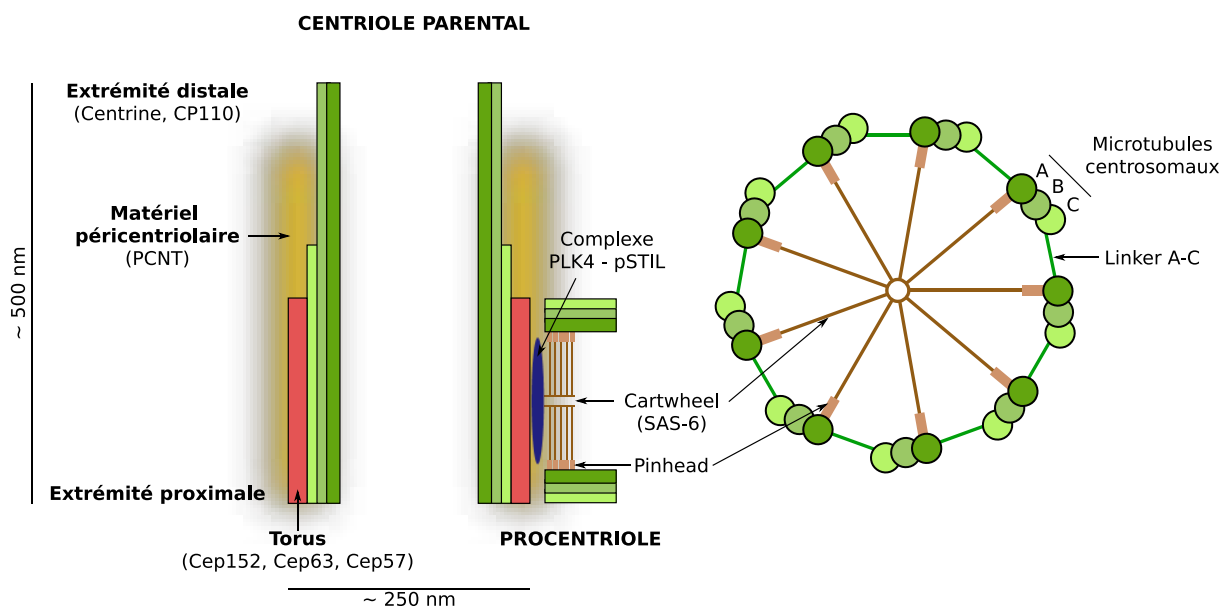 CENTRIOLE PARENTAL
Extrémité distale
(Centrine, CP110)
Matériel
péricentriolaire
(PCNT)
~ 500 nm
Extrémité proximale
Torus
(Cep152, Cep63, Cep57)
~ 250 nm
Complexe
PLK4 - pSTIL
Cartwheel
(SAS-6)
Pinhead
PROCENTRIOLE
Microtubules
centrosomaux
A
B
C
Linker A-C